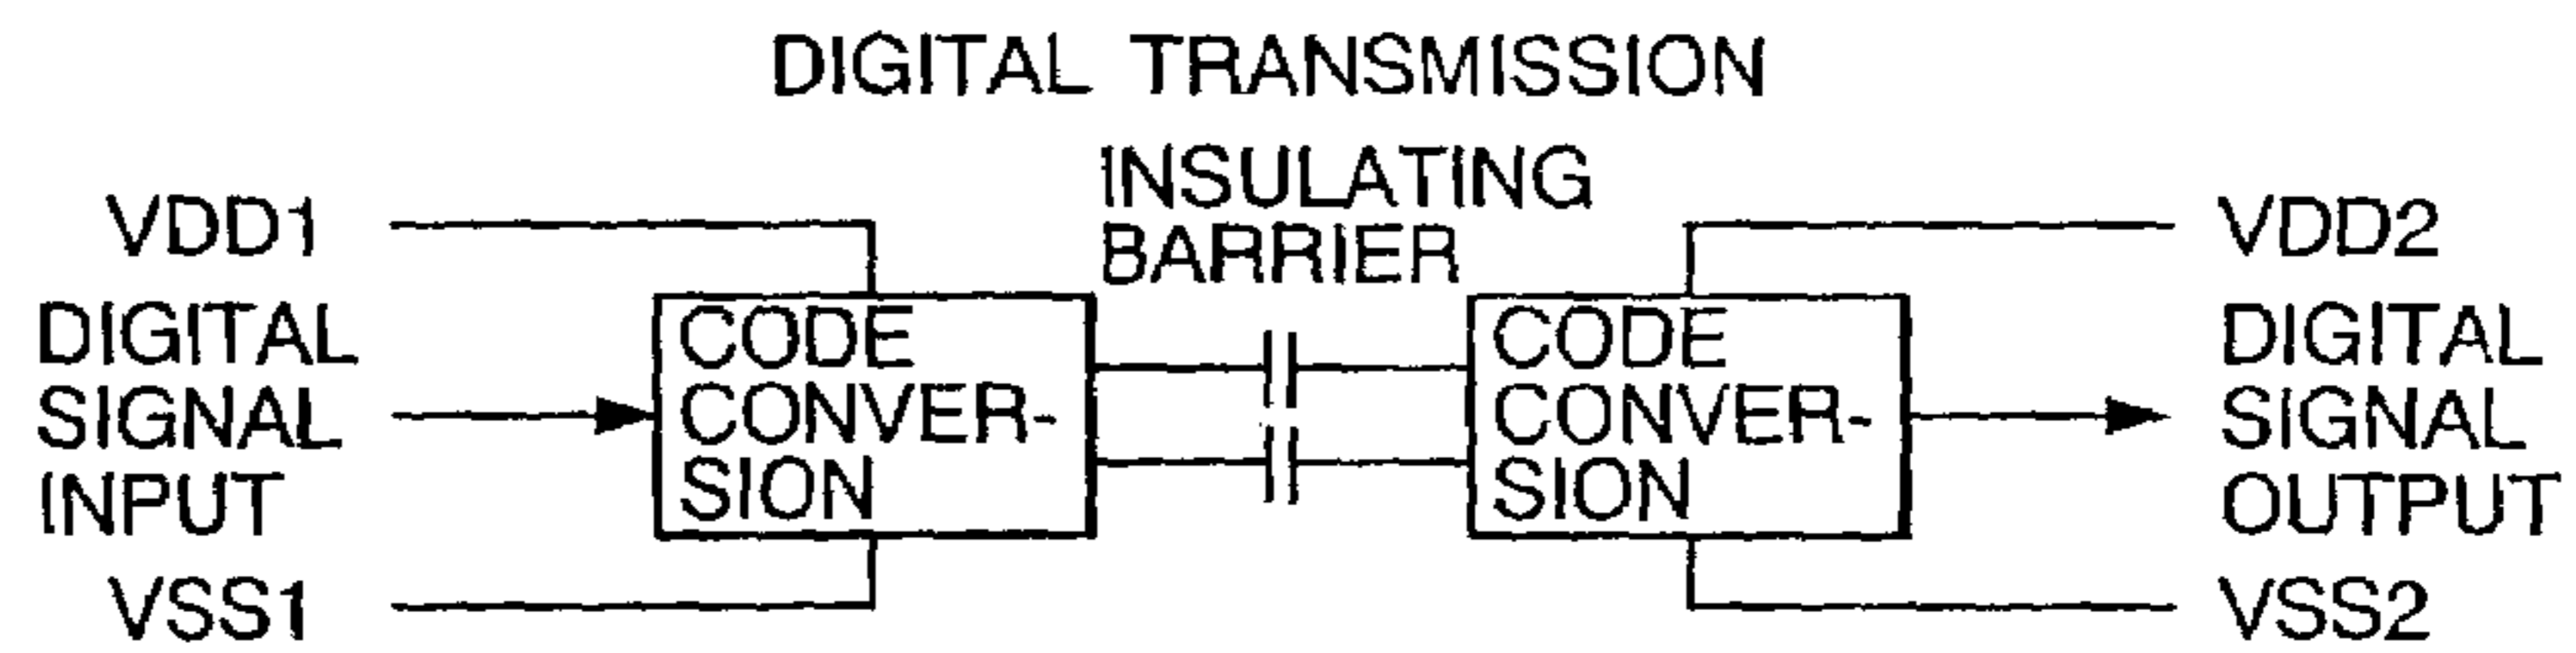 DIGITAL TRANSMISSION
INSULATING
BARRIER
VDD1
DIGITAL
SIGNAL
INPUT
VSS1
CODE
CONVER-
SION
CODE
CONVER-
SION
VDD2
DIGITAL
SIGNAL
OUTPUT
VSS2